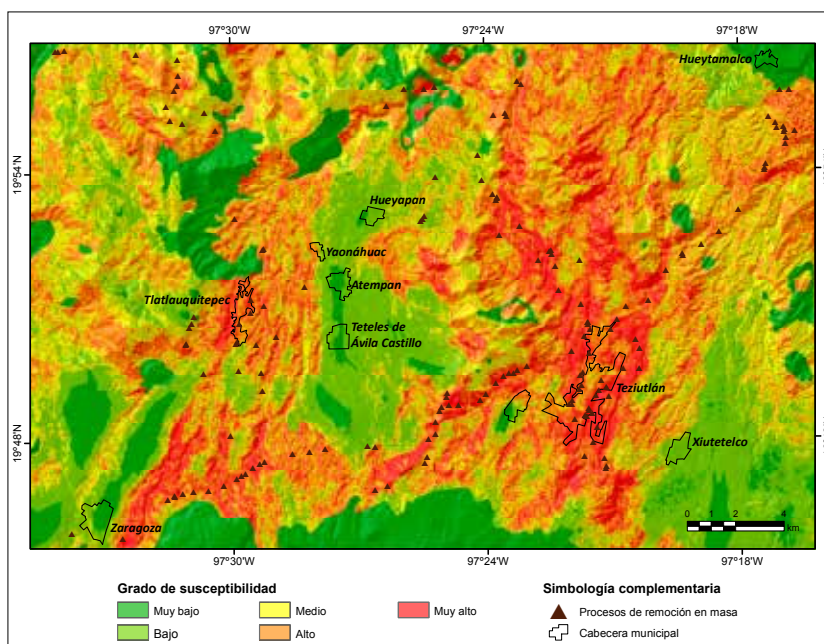 97°30'W
97°24'W
97°18'W
Hueytamalco
19°54'N
Hueyapan
Yaonáhuac
Tlatlauquitepec
Atempan
Teteles de
Ávila Castillo
Teziutlán
19°48'N
Xiutetelco
Zaragoza
0 1 2 4
km
97°30'W
97°24'W
97°18'W
Grado de susceptibilidad
Muy bajo
Medio
Muy alto
Bajo
Alto
Simbología complementaria
Procesos de remoción en masa
Cabecera municipal